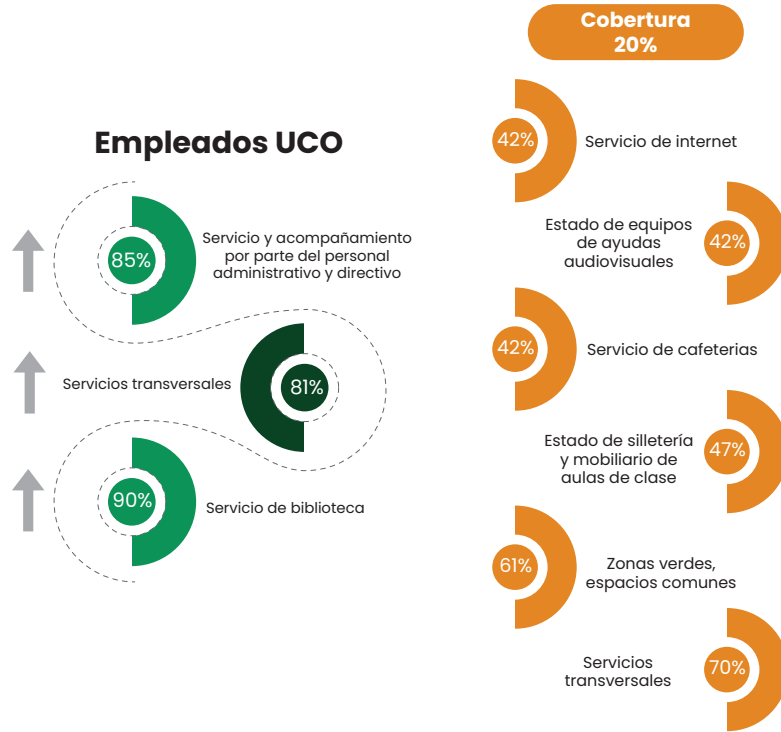 Empleados UCO
85%
Servicio y acompañamiento
por parte del personal
administrativo y directivo
Servicios transversales
81%
90%
Servicio de biblioteca
Cobertura
20%
42%
Servicio de internet
Estado de equipos
de ayudas
audiovisuales
42%
42%
Servicio de cafeterias
Estado de silletería
y mobiliario de
aulas de clase
47%
61%
Zonas verdes,
espacios comunes
Servicios
transversales
70%